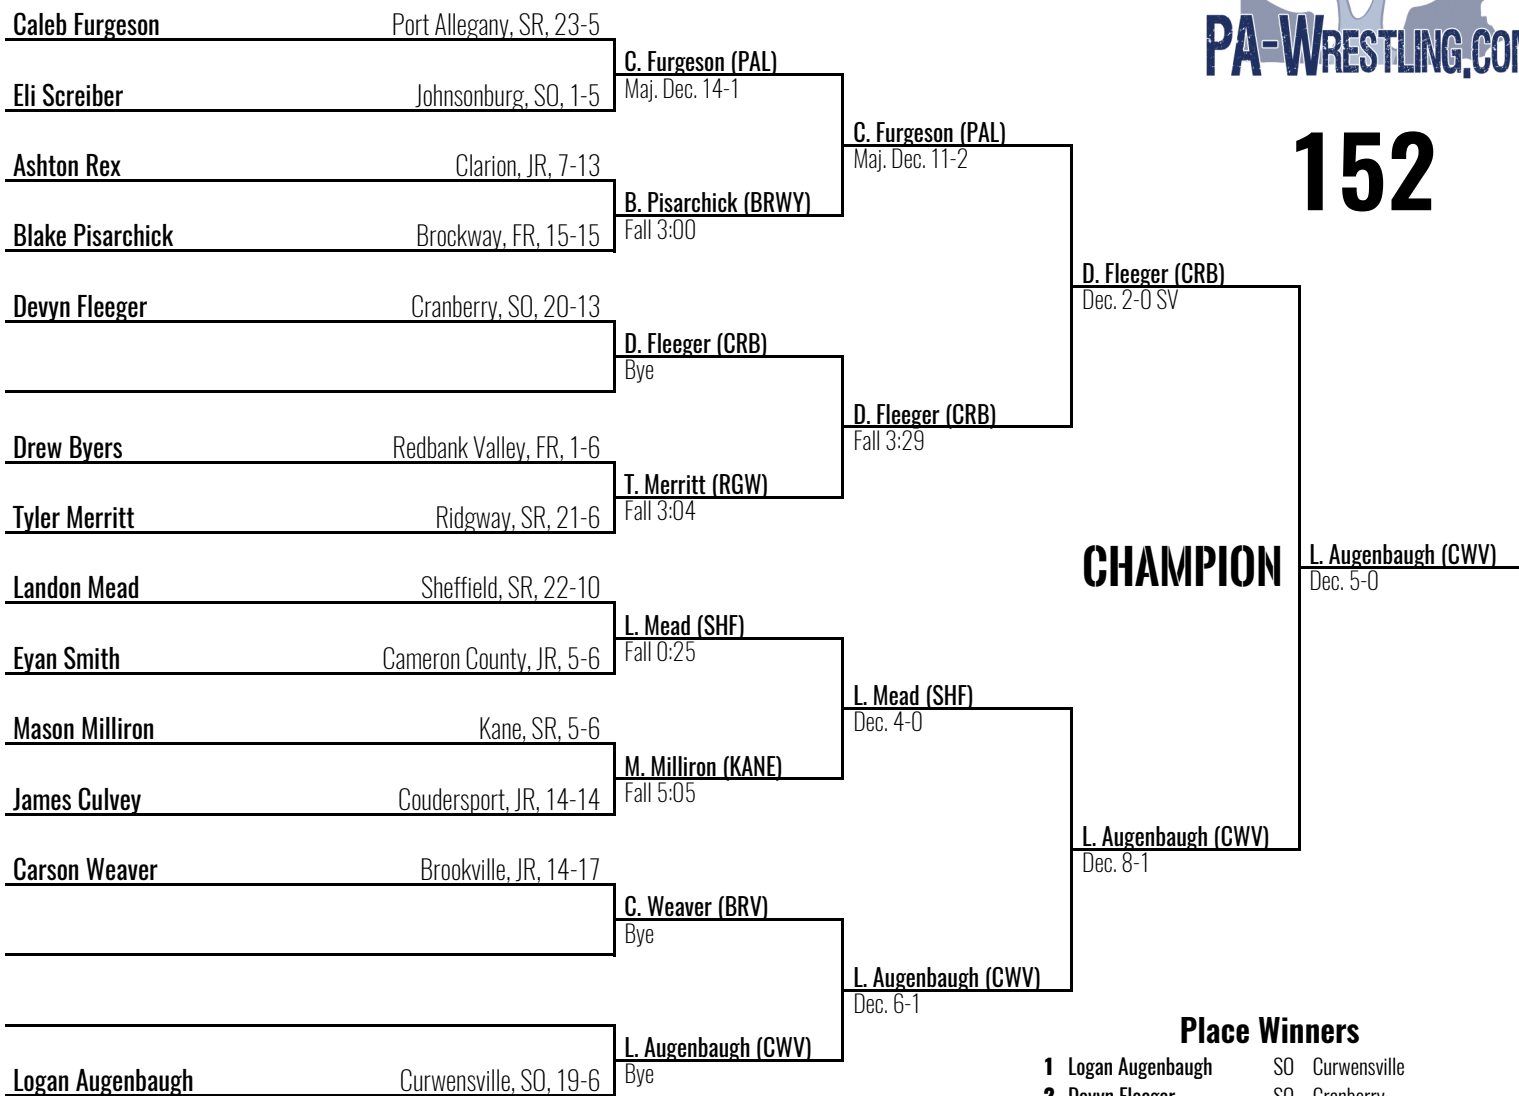 Caleb Furgeson Port Allegany, SR, 23-5
PA-WRESTLING.COM
C. Furgeson (PAL)
Maj. Dec. 14-1
Eli Screiber Johnsonburg, SO, 1-5
C. Furgeson (PAL)
Maj. Dec. 11-2
152
Ashton Rex Clarion, JR, 7-13
B. Pisarchick (BRWY)
Fall 3:00
Blake Pisarchick Brockway, FR, 15-15
D. Fleeger (CRB)
Dec. 2-0 SV
Devyn Fleeger Cranberry, SO, 20-13
D. Fleeger (CRB)
Bye
D. Fleeger (CRB)
Fall 3:29
Drew Byers Redbank Valley, FR, 1-6
T. Merritt (RGW)
Fall 3:04
Tyler Merritt Ridgway, SR, 21-6
CHAMPION
L. Augenbaugh (CWV)
Dec. 5-0
Landon Mead Sheffield, SR, 22-10
L. Mead (SHF)
Fall 0:25
Eyan Smith Cameron County, JR, 5-6
L. Mead (SHF)
Dec. 4-0
Mason Milliron Kane, SR, 5-6
M. Milliron (KANE)
Fall 5:05
James Culvey Coudersport, JR, 14-14
L. Augenbaugh (CWV)
Dec. 8-1
Carson Weaver Brookville, JR, 14-17
C. Weaver (BRV)
Bye
L. Augenbaugh (CWV)
Dec. 6-1
L. Augenbaugh (CWV)
Bye
Logan Augenbaugh Curwensville, SO, 19-6
Place Winners
1 Logan Augenbaugh SO Curwensville
2 Devyn Fleeger SO Cranberry